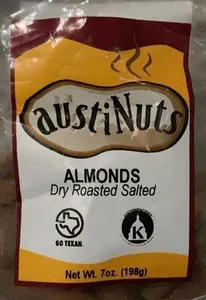 austiNuts
ALMONDS
Dry Roasted Salted
GO TEXAN.
K
Net Wt. 7oz. (198g)